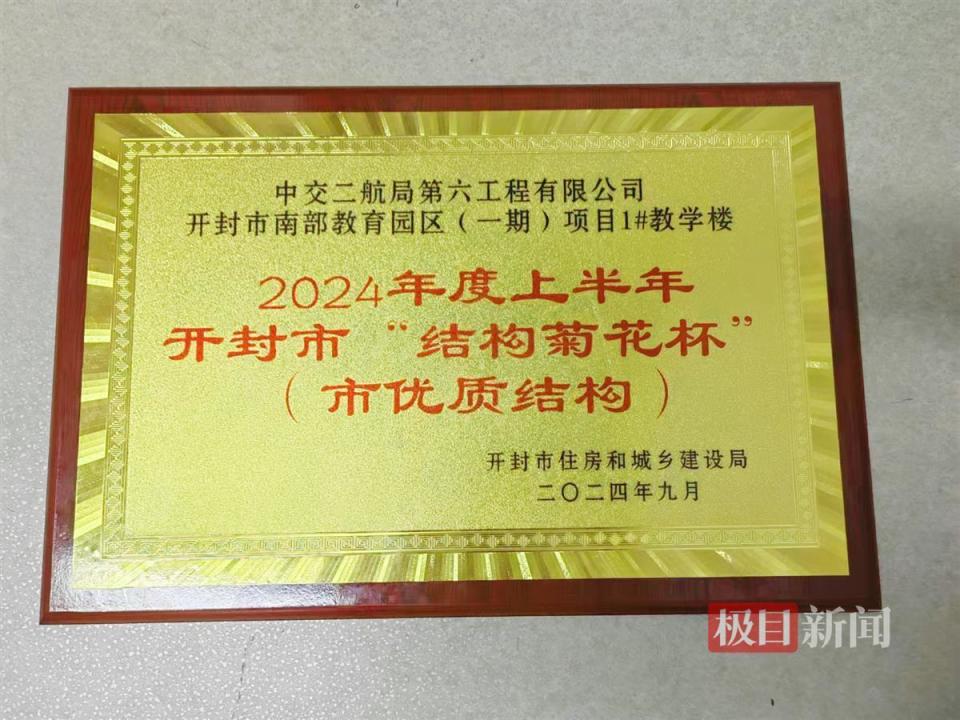 中交二航局第六工程有限公司
开封市南部教育园区（一期）项目1#教学楼
2024年度上半年
开封市“结构菊花杯”
（市优质结构）
开封市住房和城乡建设局
二〇二四年九月
极目新闻